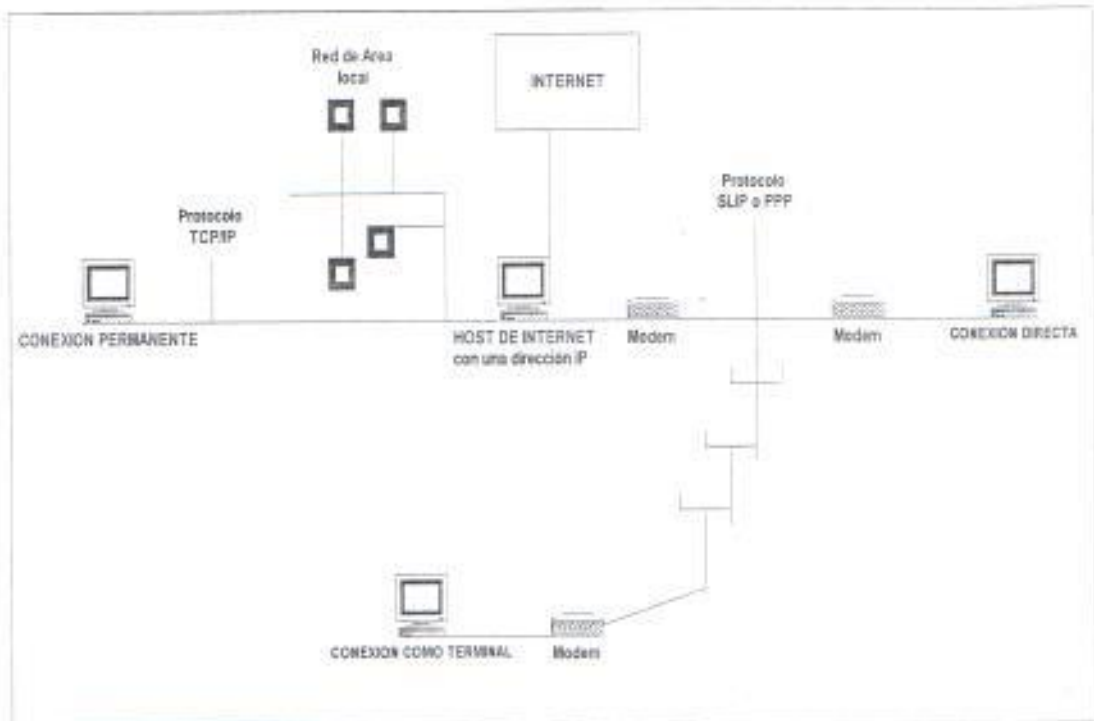 Red de Area
local
INTERNET
Protocolo
TCP/IP
Protocolo
SLIP o PPP
CONEXION PERMANENTE
HOST DE INTERNET
con una dirección IP
Modem
Modem
CONEXION DIRECTA
CONEXION COMO TERMINAL
Modem